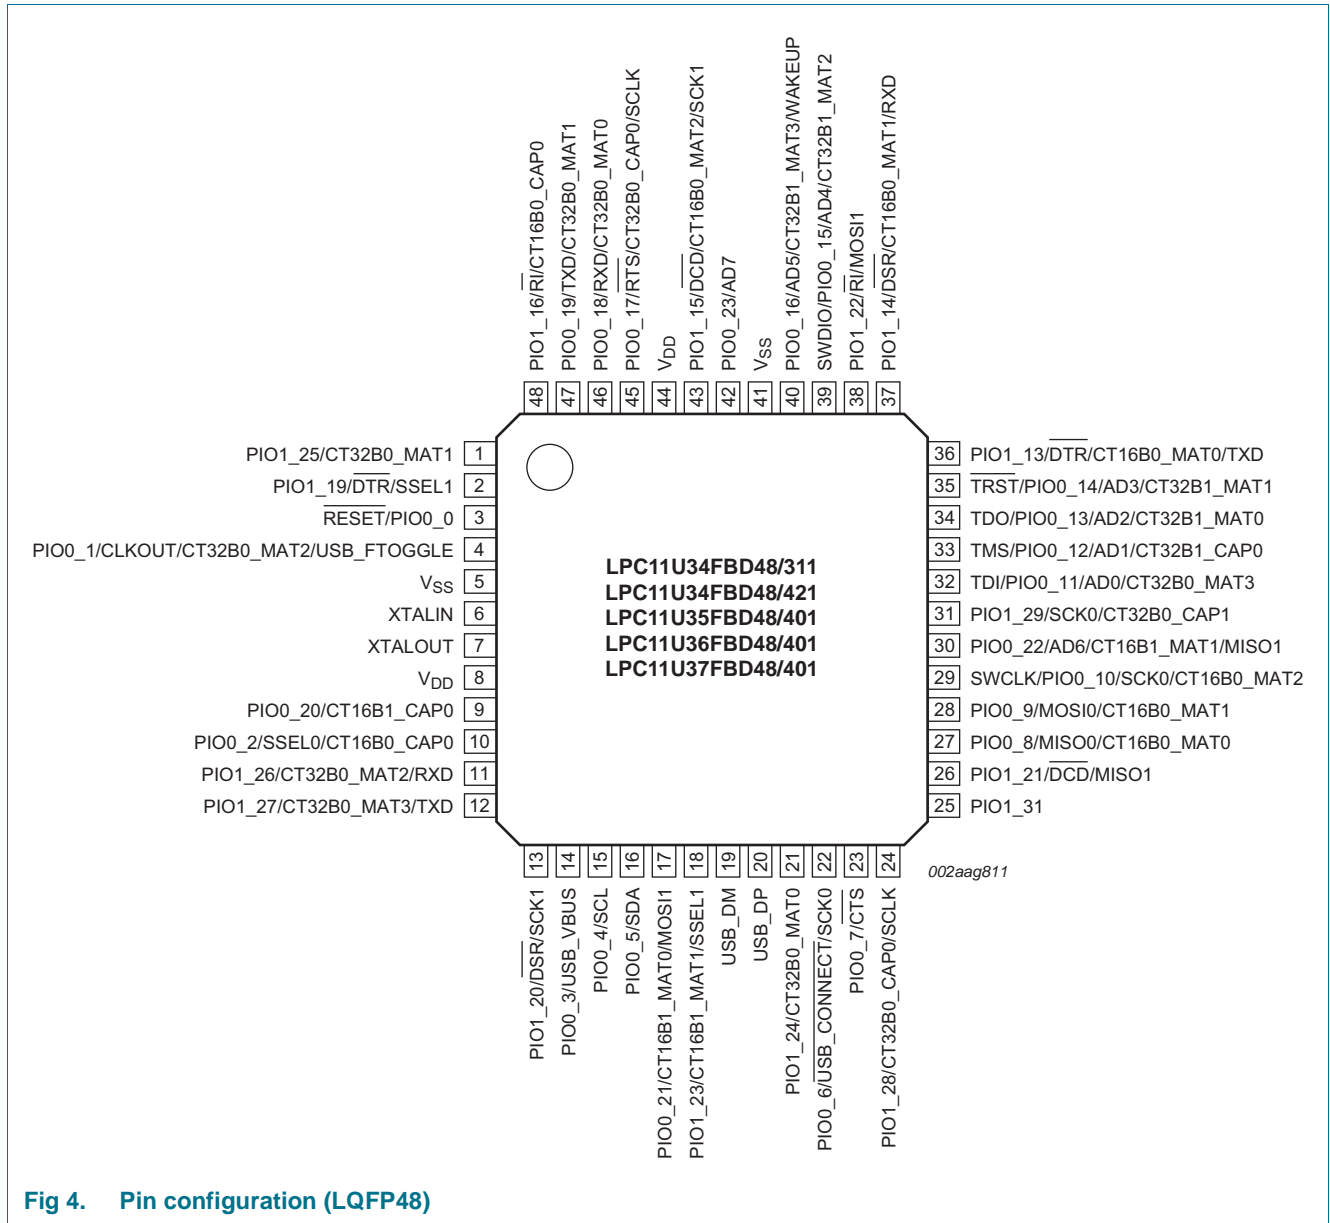 48 PIO1_16/RI/CT16B0_CAP0
47 PIO0_19/TXD/CT32B0_MAT1
46 PIO0_18/RXD/CT32B0_MAT0
45 PIO0_17/RTS/CT32B0_CAP0/SCLK
44 VDD
43 PIO1_15/DCD/CT16B0_MAT2/SCK1
42 PIO0_23/AD7
41 VSS
40 PIO0_16/AD5/CT32B1_MAT3/WAKEUP
39 SWDIO/PIO0_15/AD4/CT32B1_MAT2
38 PIO1_22/RI/MOSI1
37 PIO1_14/DSR/CT16B0_MAT1/RXD
PIO1_25/CT32B0_MAT1 1
PIO1_19/DTR/SSEL1 2
RESET/PIO0_0 3
PIO0_1/CLKOUT/CT32B0_MAT2/USB_FTOGGLE 4
VSS 5
XTALIN 6
XTALOUT 7
VDD 8
PIO0_20/CT16B1_CAP0 9
PIO0_2/SSEL0/CT16B0_CAP0 10
PIO1_26/CT32B0_MAT2/RXD 11
PIO1_27/CT32B0_MAT3/TXD 12
LPC11U34FBD48/311
LPC11U34FBD48/421
LPC11U35FBD48/401
LPC11U36FBD48/401
LPC11U37FBD48/401
36 PIO1_13/DTR/CT16B0_MAT0/TXD
35 TRST/PIO0_14/AD3/CT32B1_MAT1
34 TDO/PIO0_13/AD2/CT32B1_MAT0
33 TMS/PIO0_12/AD1/CT32B1_CAP0
32 TDI/PIO0_11/AD0/CT32B0_MAT3
31 PIO1_29/SCK0/CT32B0_CAP1
30 PIO0_22/AD6/CT16B1_MAT1/MISO1
29 SWCLK/PIO0_10/SCK0/CT16B0_MAT2
28 PIO0_9/MOSI0/CT16B0_MAT1
27 PIO0_8/MISO0/CT16B0_MAT0
26 PIO1_21/DCD/MISO1
25 PIO1_31
PIO1_20/DSR/SCK1 13
PIO0_3/USB_VBUS 14
PIO0_4/SCL 15
PIO0_5/SDA 16
PIO0_21/CT16B1_MAT0/MOSI1 17
PIO1_23/CT16B1_MAT1/SSEL1 18
USB_DM 19
USB_DP 20
PIO1_24/CT32B0_MAT0 21
PIO0_6/USB_CONNECT/SCK0 22
PIO0_7/CTS 23
PIO1_28/CT32B0_CAP0/SCLK 24
002aag811
Fig 4. Pin configuration (LQFP48)